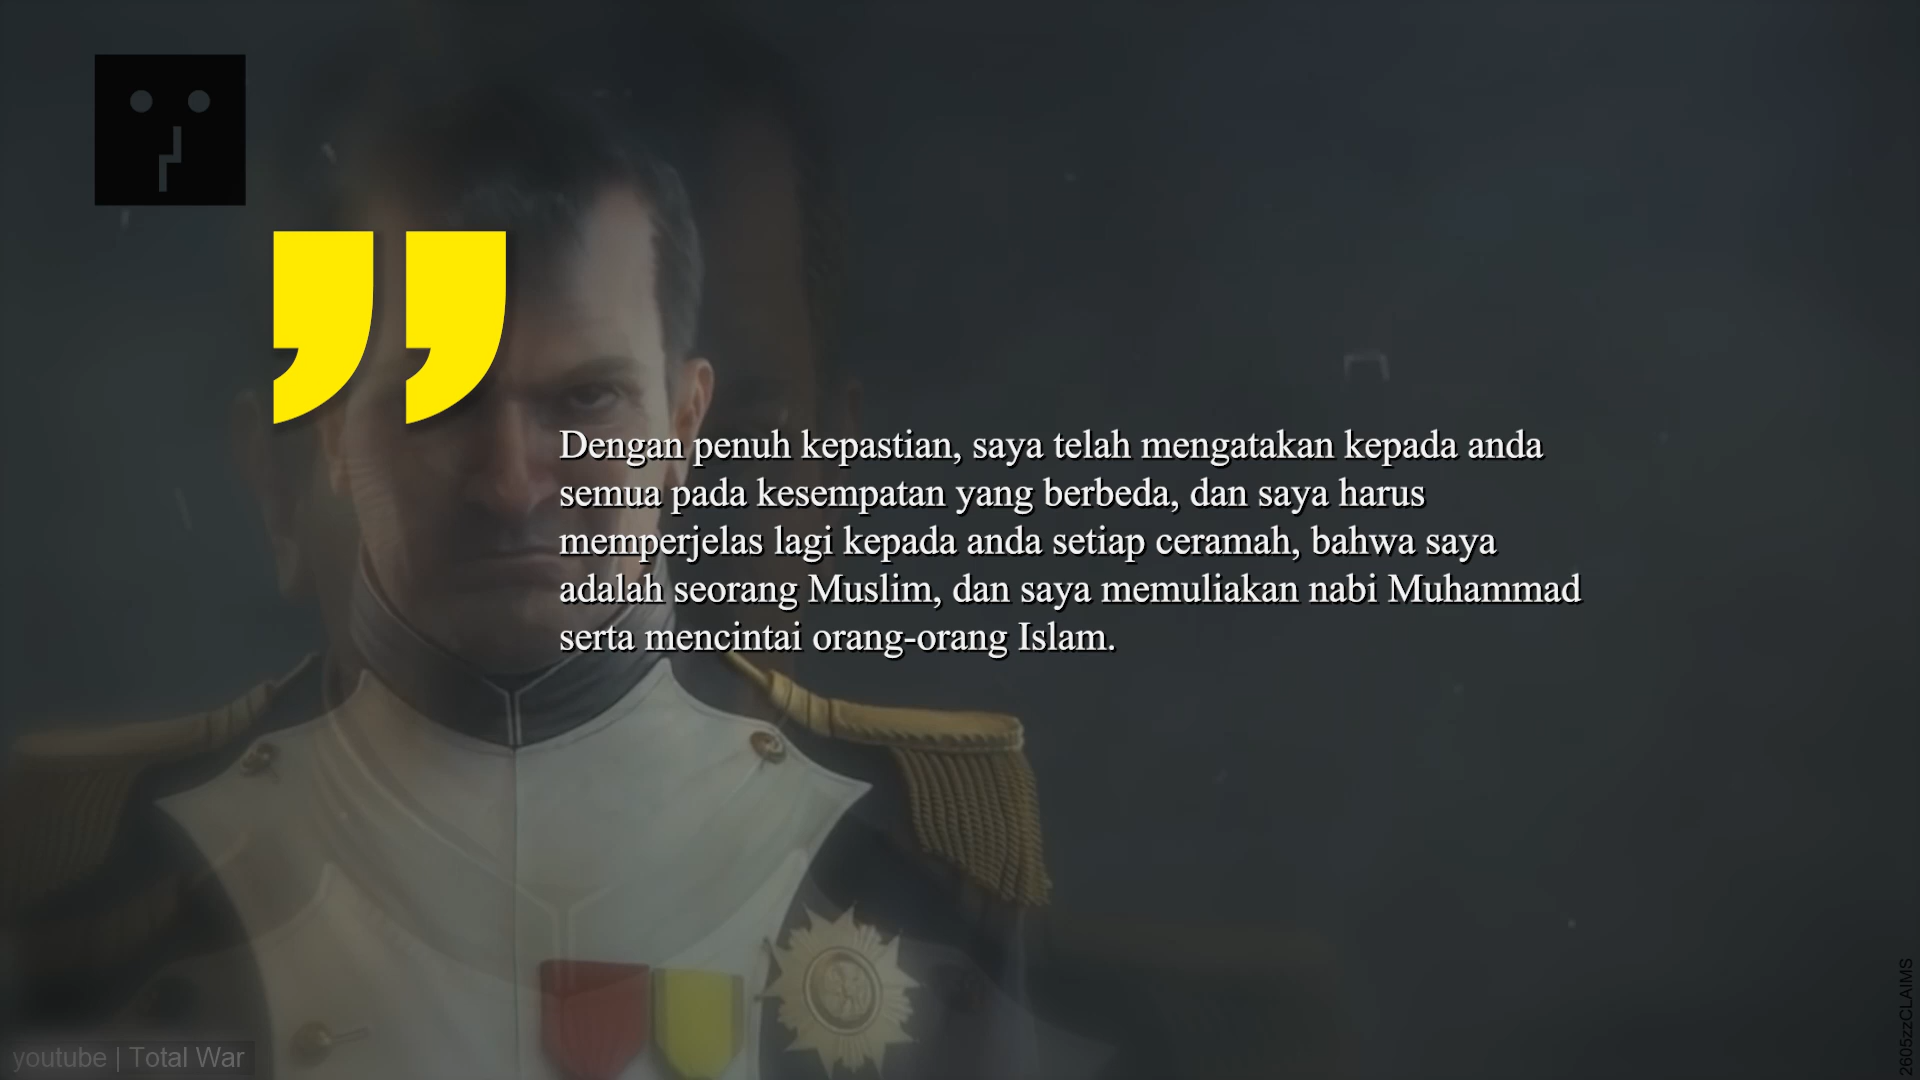 Dengan penuh kepastian, saya telah mengatakan kepada anda
semua pada kesempatan yang berbeda, dan saya harus
memperjelas lagi kepada anda setiap ceramah, bahwa saya
adalah seorang Muslim, dan saya memuliakan nabi Muhammad
serta mencintai orang-orang Islam.
youtube | Total War
2605zzCLAIMS